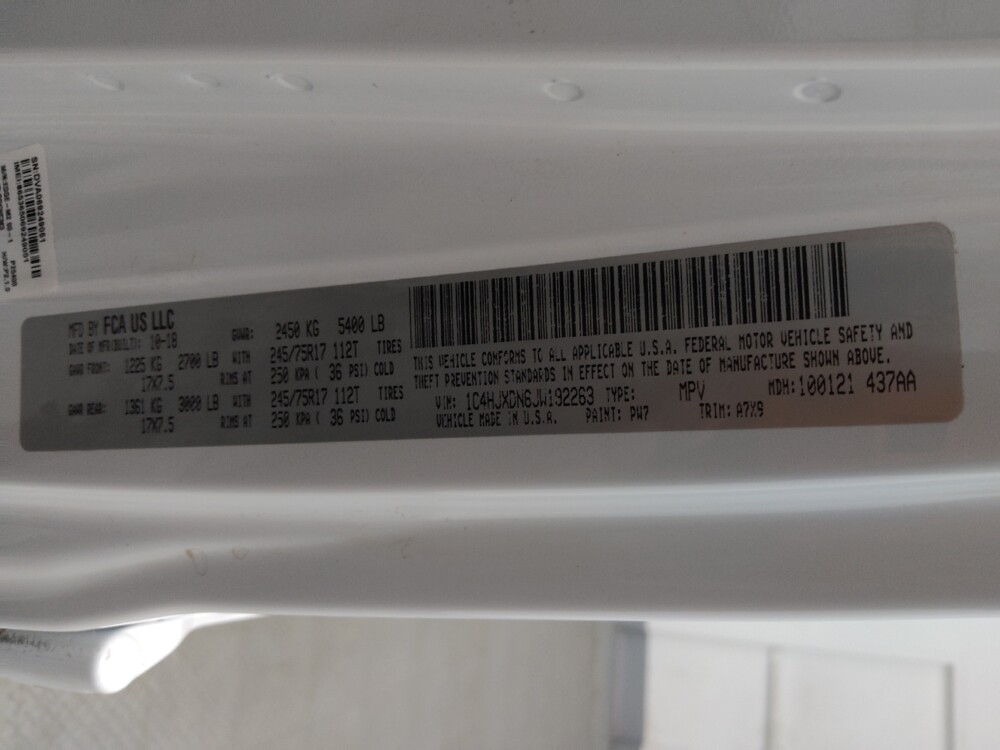 MFD BY FCA US LLC
DATE OF MFR(BUILT): 10-18
GVWR: 2450 KG 5400 LB
GAWR FRONT: 1225 KG 2700 LB WITH 245/75R17 112T TIRES
17X7.5 RIMS AT 250 KPA ( 36 PSI) COLD
GAWR REAR: 1361 KG 3000 LB WITH 245/75R17 112T TIRES
17X7.5 RIMS AT 250 KPA ( 36 PSI) COLD
THIS VEHICLE CONFORMS TO ALL APPLICABLE U.S.A. FEDERAL MOTOR VEHICLE SAFETY AND
THEFT PREVENTION STANDARDS IN EFFECT ON THE DATE OF MANUFACTURE SHOWN ABOVE.
VIN: 1C4HJXDN6JW192263 TYPE: MPV MDH:100121 437AA
VEHICLE MADE IN U.S.A. PAINT: PW7 TRIM: A7X9